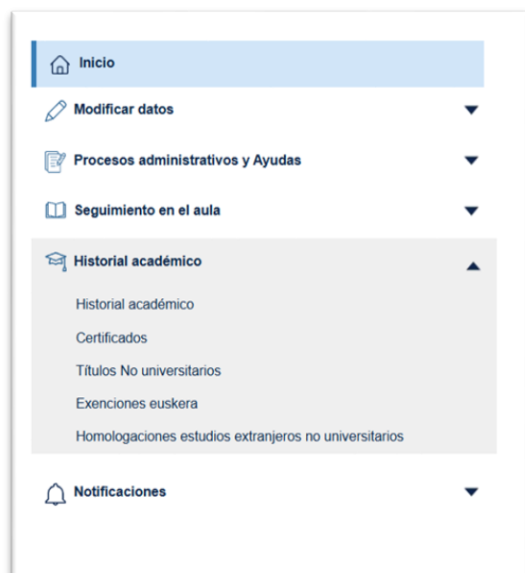 Inicio
Modificar datos
Procesos administrativos y Ayudas
Seguimiento en el aula
Historial académico
Historial académico
Certificados
Títulos No universitarios
Exenciones euskera
Homologaciones estudios extranjeros no universitarios
Notificaciones